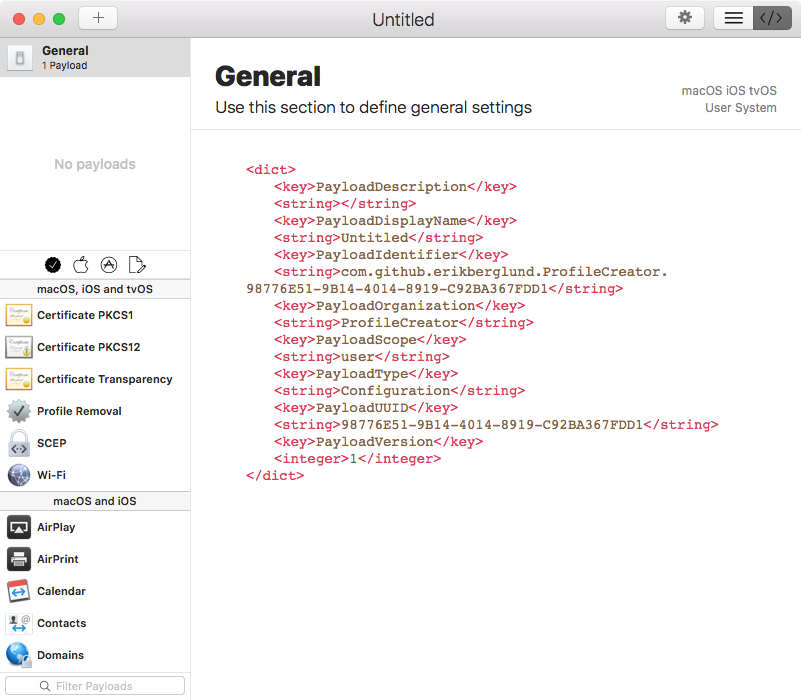 Untitled
General
1 Payload
No payloads
macOS, iOS and tvOS
Certificate PKCS1
Certificate PKCS12
Certificate Transparency
Profile Removal
SCEP
Wi-Fi
macOS and iOS
AirPlay
AirPrint
Calendar
Contacts
Domains
Filter Payloads
General
Use this section to define general settings
macOS iOS tvOS
User System
<dict>
<key>PayloadDescription</key>
<string></string>
<key>PayloadDisplayName</key>
<string>Untitled</string>
<key>PayloadIdentifier</key>
<string>com.github.erikberglund.ProfileCreator.
98776E51-9B14-4014-8919-C92BA367FDD1</string>
<key>PayloadOrganization</key>
<string>ProfileCreator</string>
<key>PayloadScope</key>
<string>user</string>
<key>PayloadType</key>
<string>Configuration</string>
<key>PayloadUUID</key>
<string>98776E51-9B14-4014-8919-C92BA367FDD1</string>
<key>PayloadVersion</key>
<integer>1</integer>
</dict>